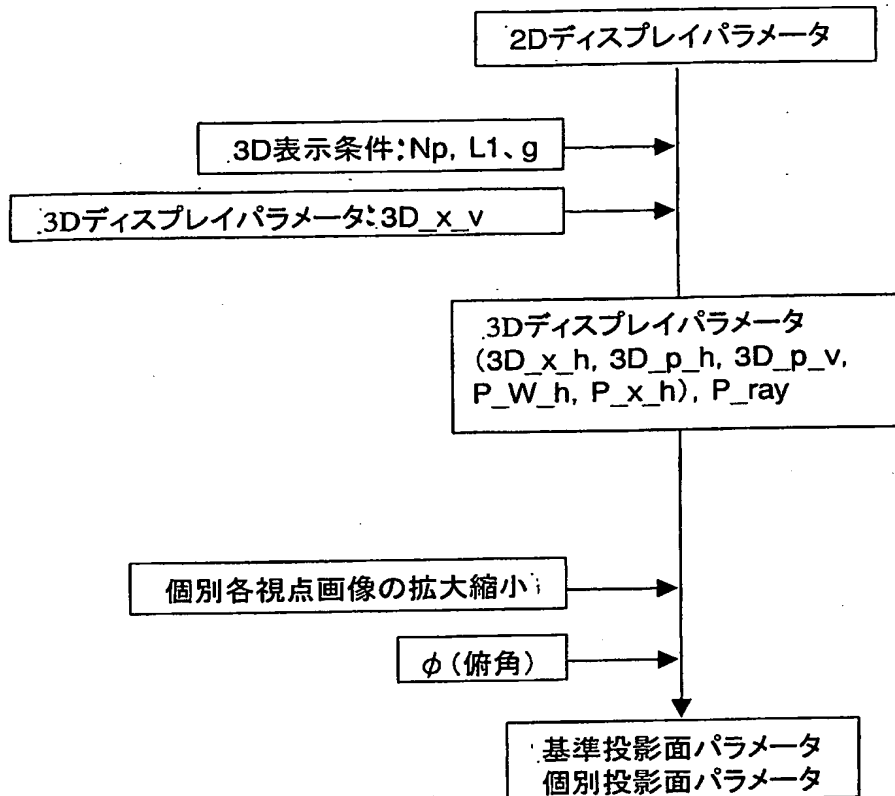 2Dディスプレイパラメータ
3D表示条件:Np, L1、g
3Dディスプレイパラメータ:3D_x_v
3Dディスプレイパラメータ
(3D_x_h, 3D_p_h, 3D_p_v,
P_W_h, P_x_h), P_ray
個別各視点画像の拡大縮小
φ(俯角)
基準投影面パラメータ
個別投影面パラメータ